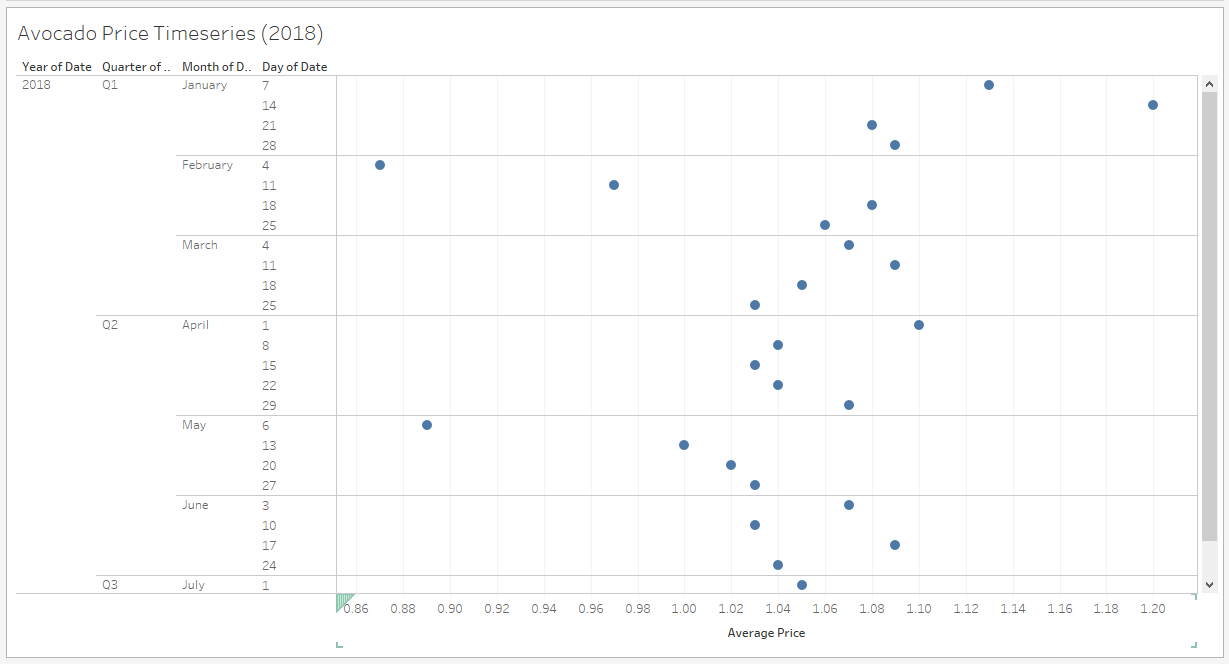 Avocado Price Timeseries (2018)
Year of Date Quarter of .. Month of D.. Day of Date
2018 Q1 January 7
14
21
28
February 4
11
18
25
March 4
11
18
25
Q2 April 1
8
15
22
29
May 6
13
20
27
June 3
10
17
24
Q3 July 1
0.86 0.88 0.90 0.92 0.94 0.96 0.98 1.00 1.02 1.04 1.06 1.08 1.10 1.12 1.14 1.16 1.18 1.20
Average Price